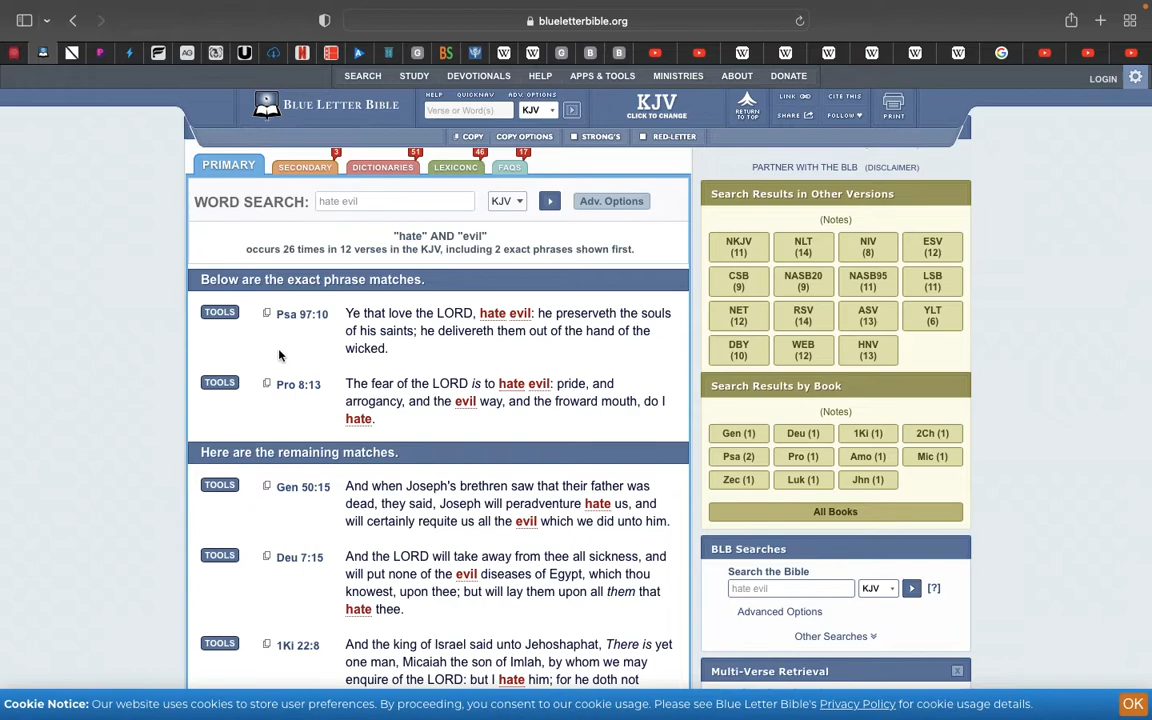 blueletterbible.org
SEARCH STUDY DEVOTIONALS HELP APPS & TOOLS MINISTRIES ABOUT DONATE
LOGIN
BLUE LETTER BIBLE
HELP QUICKNAV ADV. OPTIONS
Verse or Word(s) KJV
KJV
CLICK TO CHANGE
RETURN
TO TOP
LINK
CITE THIS
SHARE
FOLLOW
PRINT
COPY COPY OPTIONS STRONG'S RED-LETTER
PRIMARY
SECONDARY 3
DICTIONARIES 51
LEXICONC 46
FAQS 17
WORD SEARCH: hate evil KJV Adv. Options
"hate" AND "evil"
occurs 26 times in 12 verses in the KJV, including 2 exact phrases shown first.
Below are the exact phrase matches.
TOOLS Psa 97:10 Ye that love the LORD, hate evil: he preserveth the souls
of his saints; he delivereth them out of the hand of the
wicked.
TOOLS Pro 8:13 The fear of the LORD is to hate evil: pride, and
arrogancy, and the evil way, and the froward mouth, do I
hate.
Here are the remaining matches.
TOOLS Gen 50:15 And when Joseph's brethren saw that their father was
dead, they said, Joseph will peradventure hate us, and
will certainly requite us all the evil which we did unto him.
TOOLS Deu 7:15 And the LORD will take away from thee all sickness, and
will put none of the evil diseases of Egypt, which thou
knowest, upon thee; but will lay them upon all them that
hate thee.
TOOLS 1Ki 22:8 And the king of Israel said unto Jehoshaphat, There is yet
one man, Micaiah the son of Imlah, by whom we may
enquire of the LORD: but I hate him; for he doth not
PARTNER WITH THE BLB (DISCLAIMER)
Search Results in Other Versions
(Notes)
NKJV NLT NIV ESV
(11) (14) (8) (12)
CSB NASB20 NASB95 LSB
(9) (9) (11) (11)
NET RSV ASV YLT
(12) (14) (13) (6)
DBY WEB HNV
(10) (12) (13)
Search Results by Book
(Notes)
Gen (1) Deu (1) 1Ki (1) 2Ch (1)
Psa (2) Pro (1) Amo (1) Mic (1)
Zec (1) Luk (1) Jhn (1)
All Books
BLB Searches
Search the Bible
hate evil KJV [?]
Advanced Options
Other Searches
Multi-Verse Retrieval x
Cookie Notice: Our website uses cookies to store user preferences. By proceeding, you consent to our cookie usage. Please see Blue Letter Bible's Privacy Policy for cookie usage details. OK